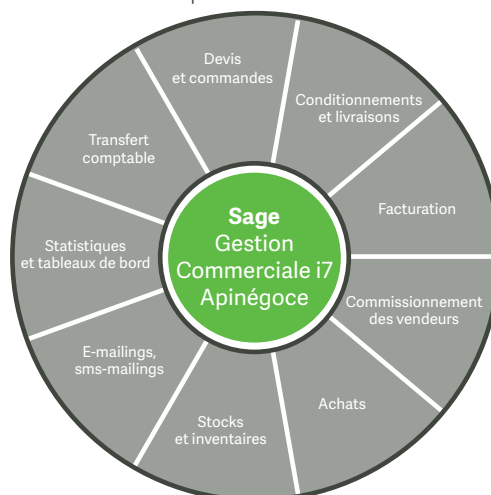 Devis
et commandes
Conditionnements
et livraisons
Facturation
Commissionnement
des vendeurs
Achats
Stocks
et inventaires
E-mailings,
sms-mailings
Statistiques
et tableaux de bord
Transfert
comptable
Sage
Gestion
Commerciale i7
Apinégoce